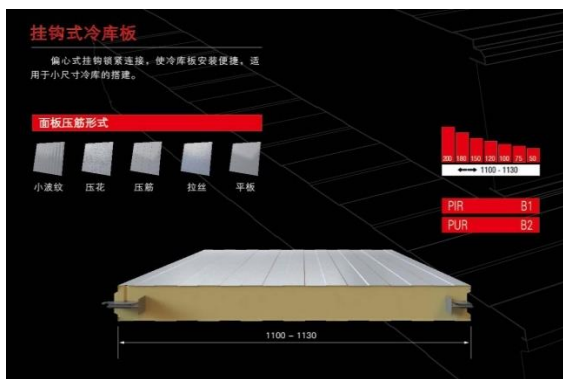 挂钩式冷库板
偏心式挂钩锁紧连接，使冷库板安装便捷，适
用于小尺寸冷库的搭建。
面板压筋形式
小波纹 压花 压筋 拉丝 平板
200 180 150 120 100 75 50
1100 - 1130
PIR B1
PUR B2
1100 - 1130